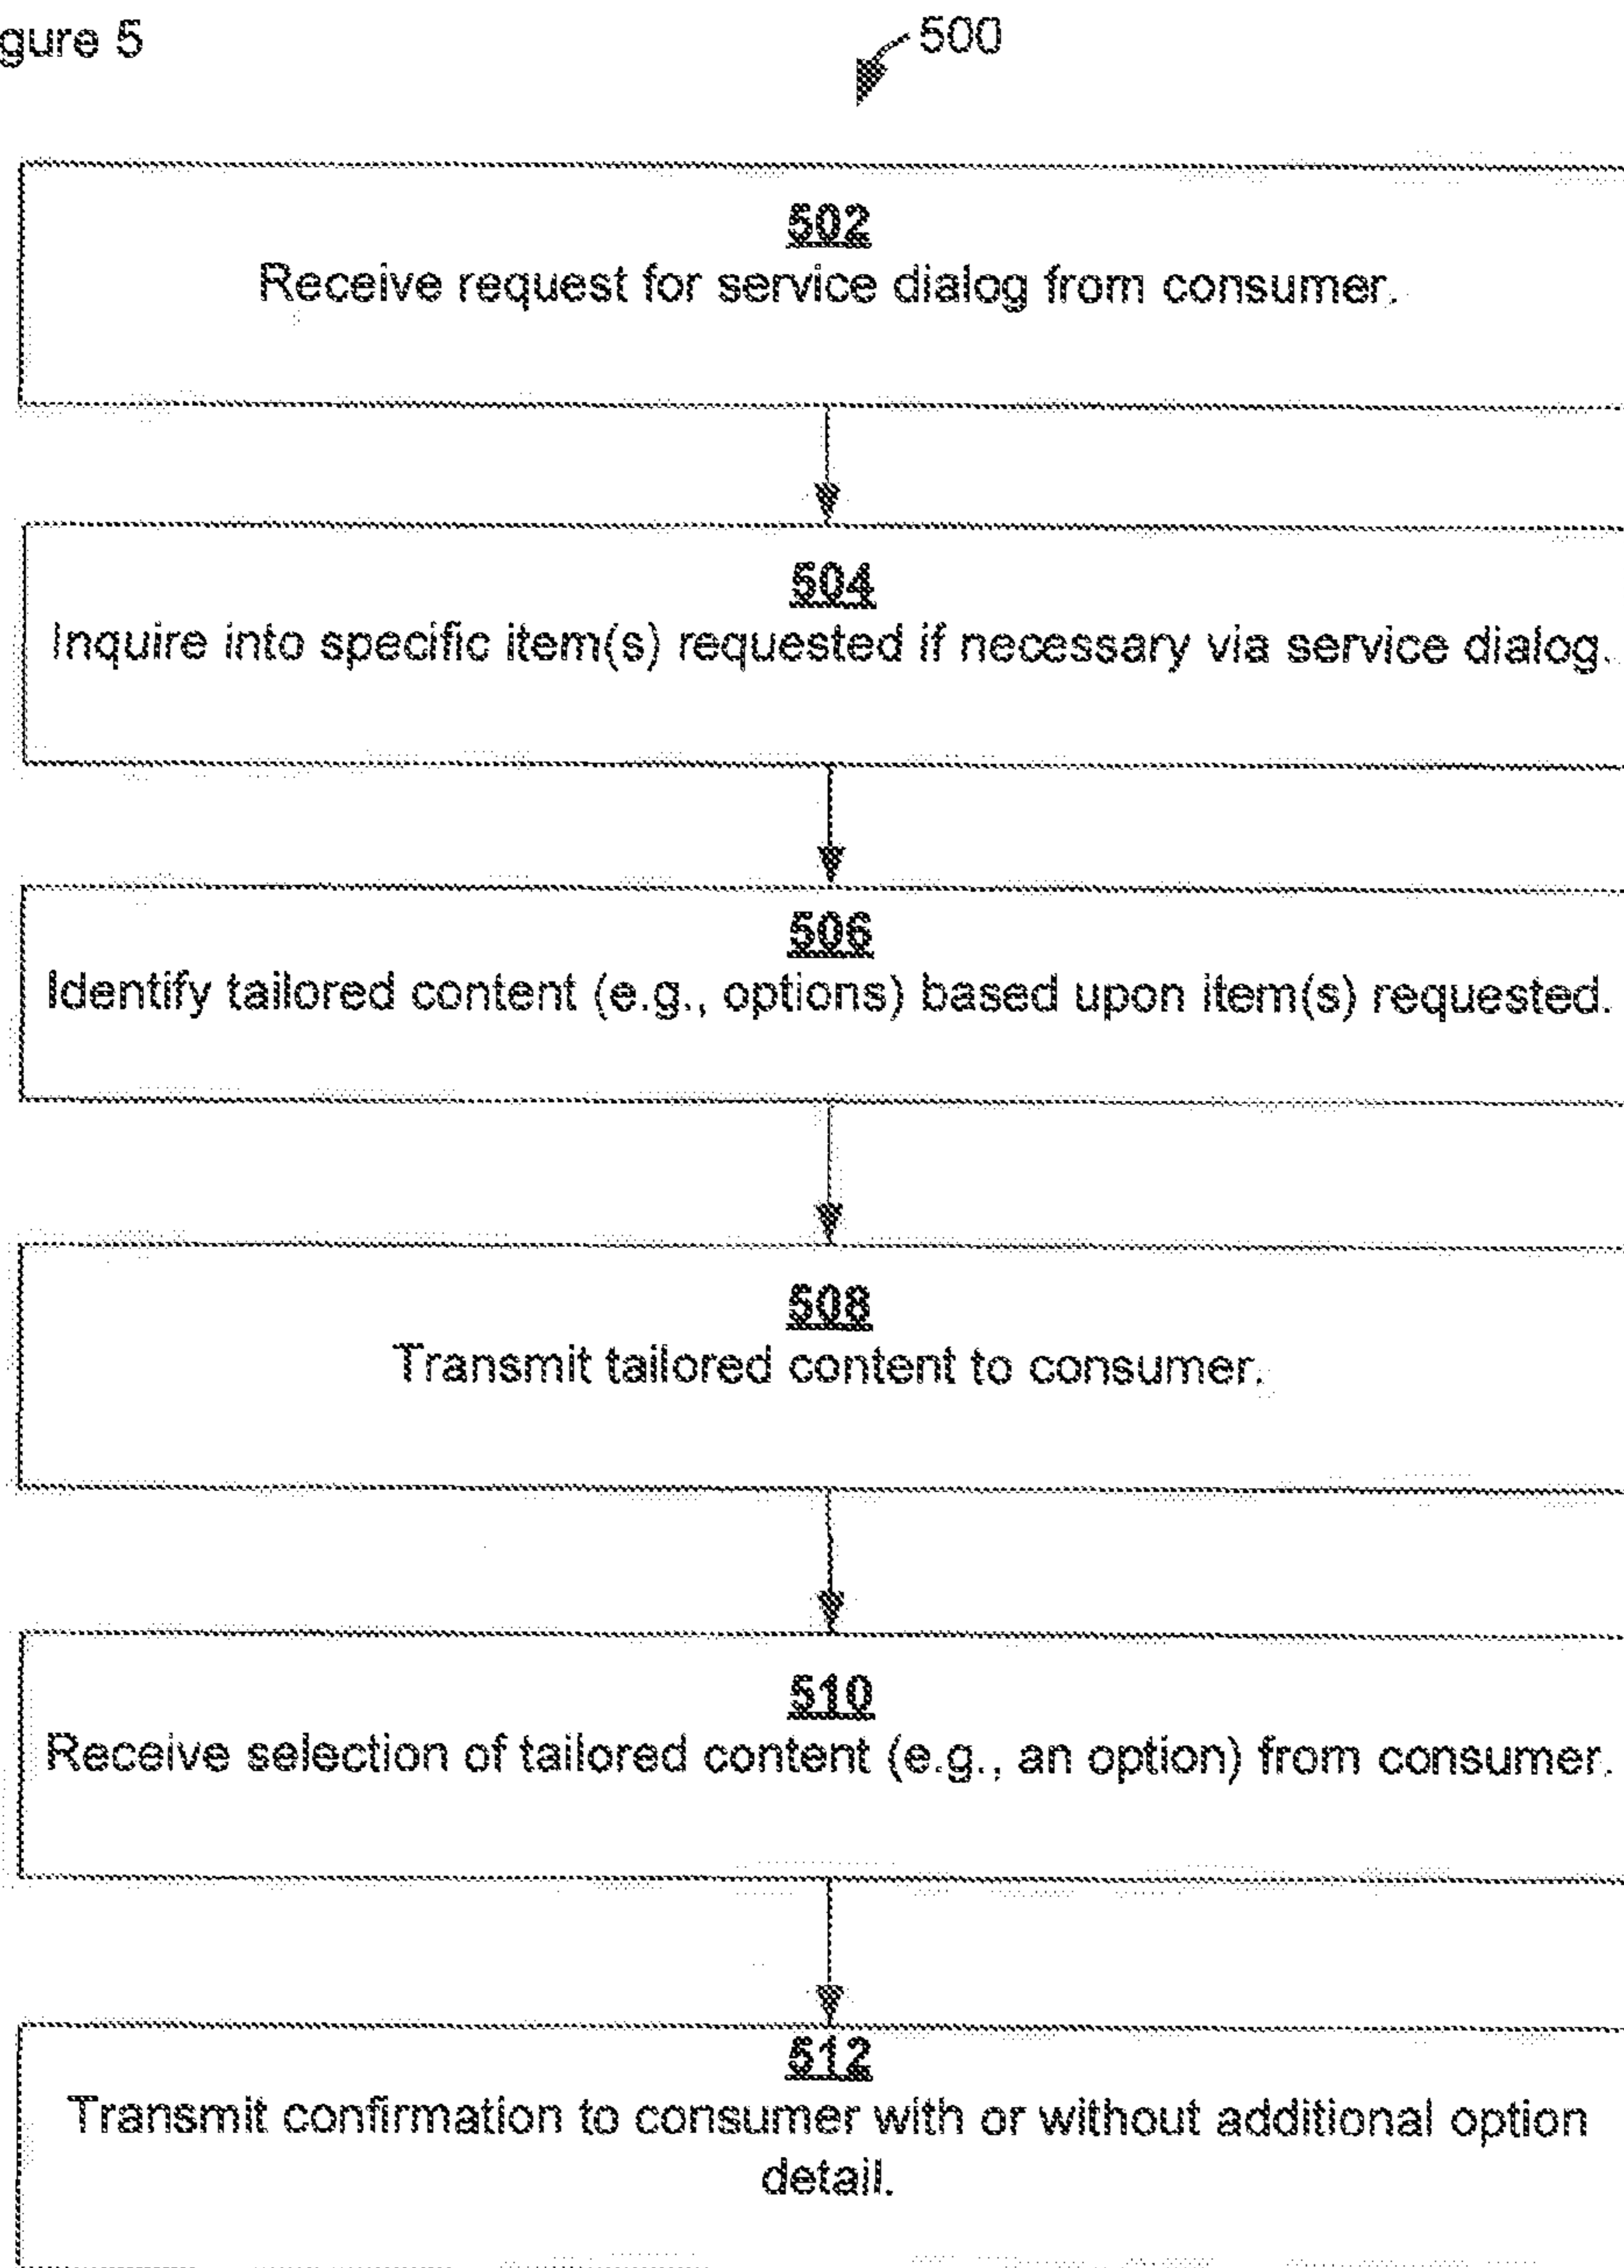 gure 5
500
502
Receive request for service dialog from consumer.
504
Inquire into specific item(s) requested if necessary via service dialog.
506
Identify tailored content (e.g., options) based upon item(s) requested.
508
Transmit tailored content to consumer.
510
Receive selection of tailored content (e.g., an option) from consumer.
512
Transmit confirmation to consumer with or without additional option
detail.